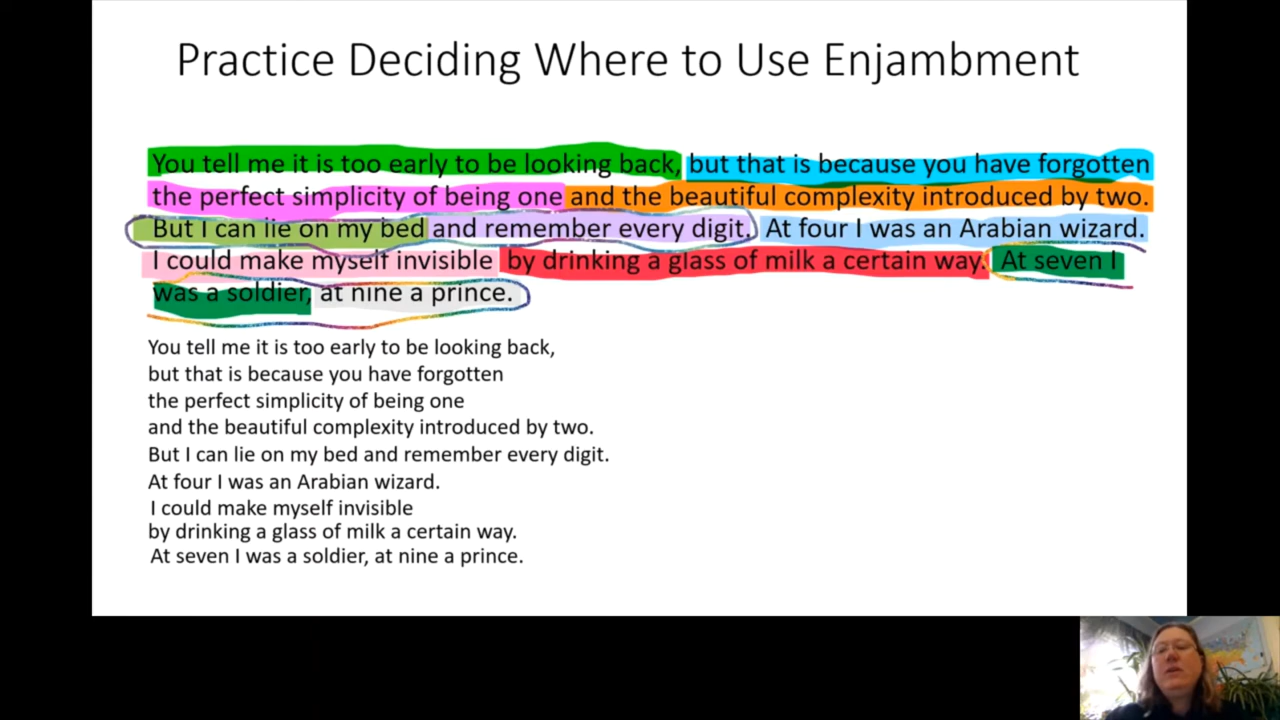 Practice Deciding Where to Use Enjambment
You tell me it is too early to be looking back, but that is because you have forgotten
the perfect simplicity of being one and the beautiful complexity introduced by two.
But I can lie on my bed and remember every digit. At four I was an Arabian wizard.
I could make myself invisible by drinking a glass of milk a certain way. At seven I
was a soldier, at nine a prince.
You tell me it is too early to be looking back,
but that is because you have forgotten
the perfect simplicity of being one
and the beautiful complexity introduced by two.
But I can lie on my bed and remember every digit.
At four I was an Arabian wizard.
I could make myself invisible
by drinking a glass of milk a certain way.
At seven I was a soldier, at nine a prince.